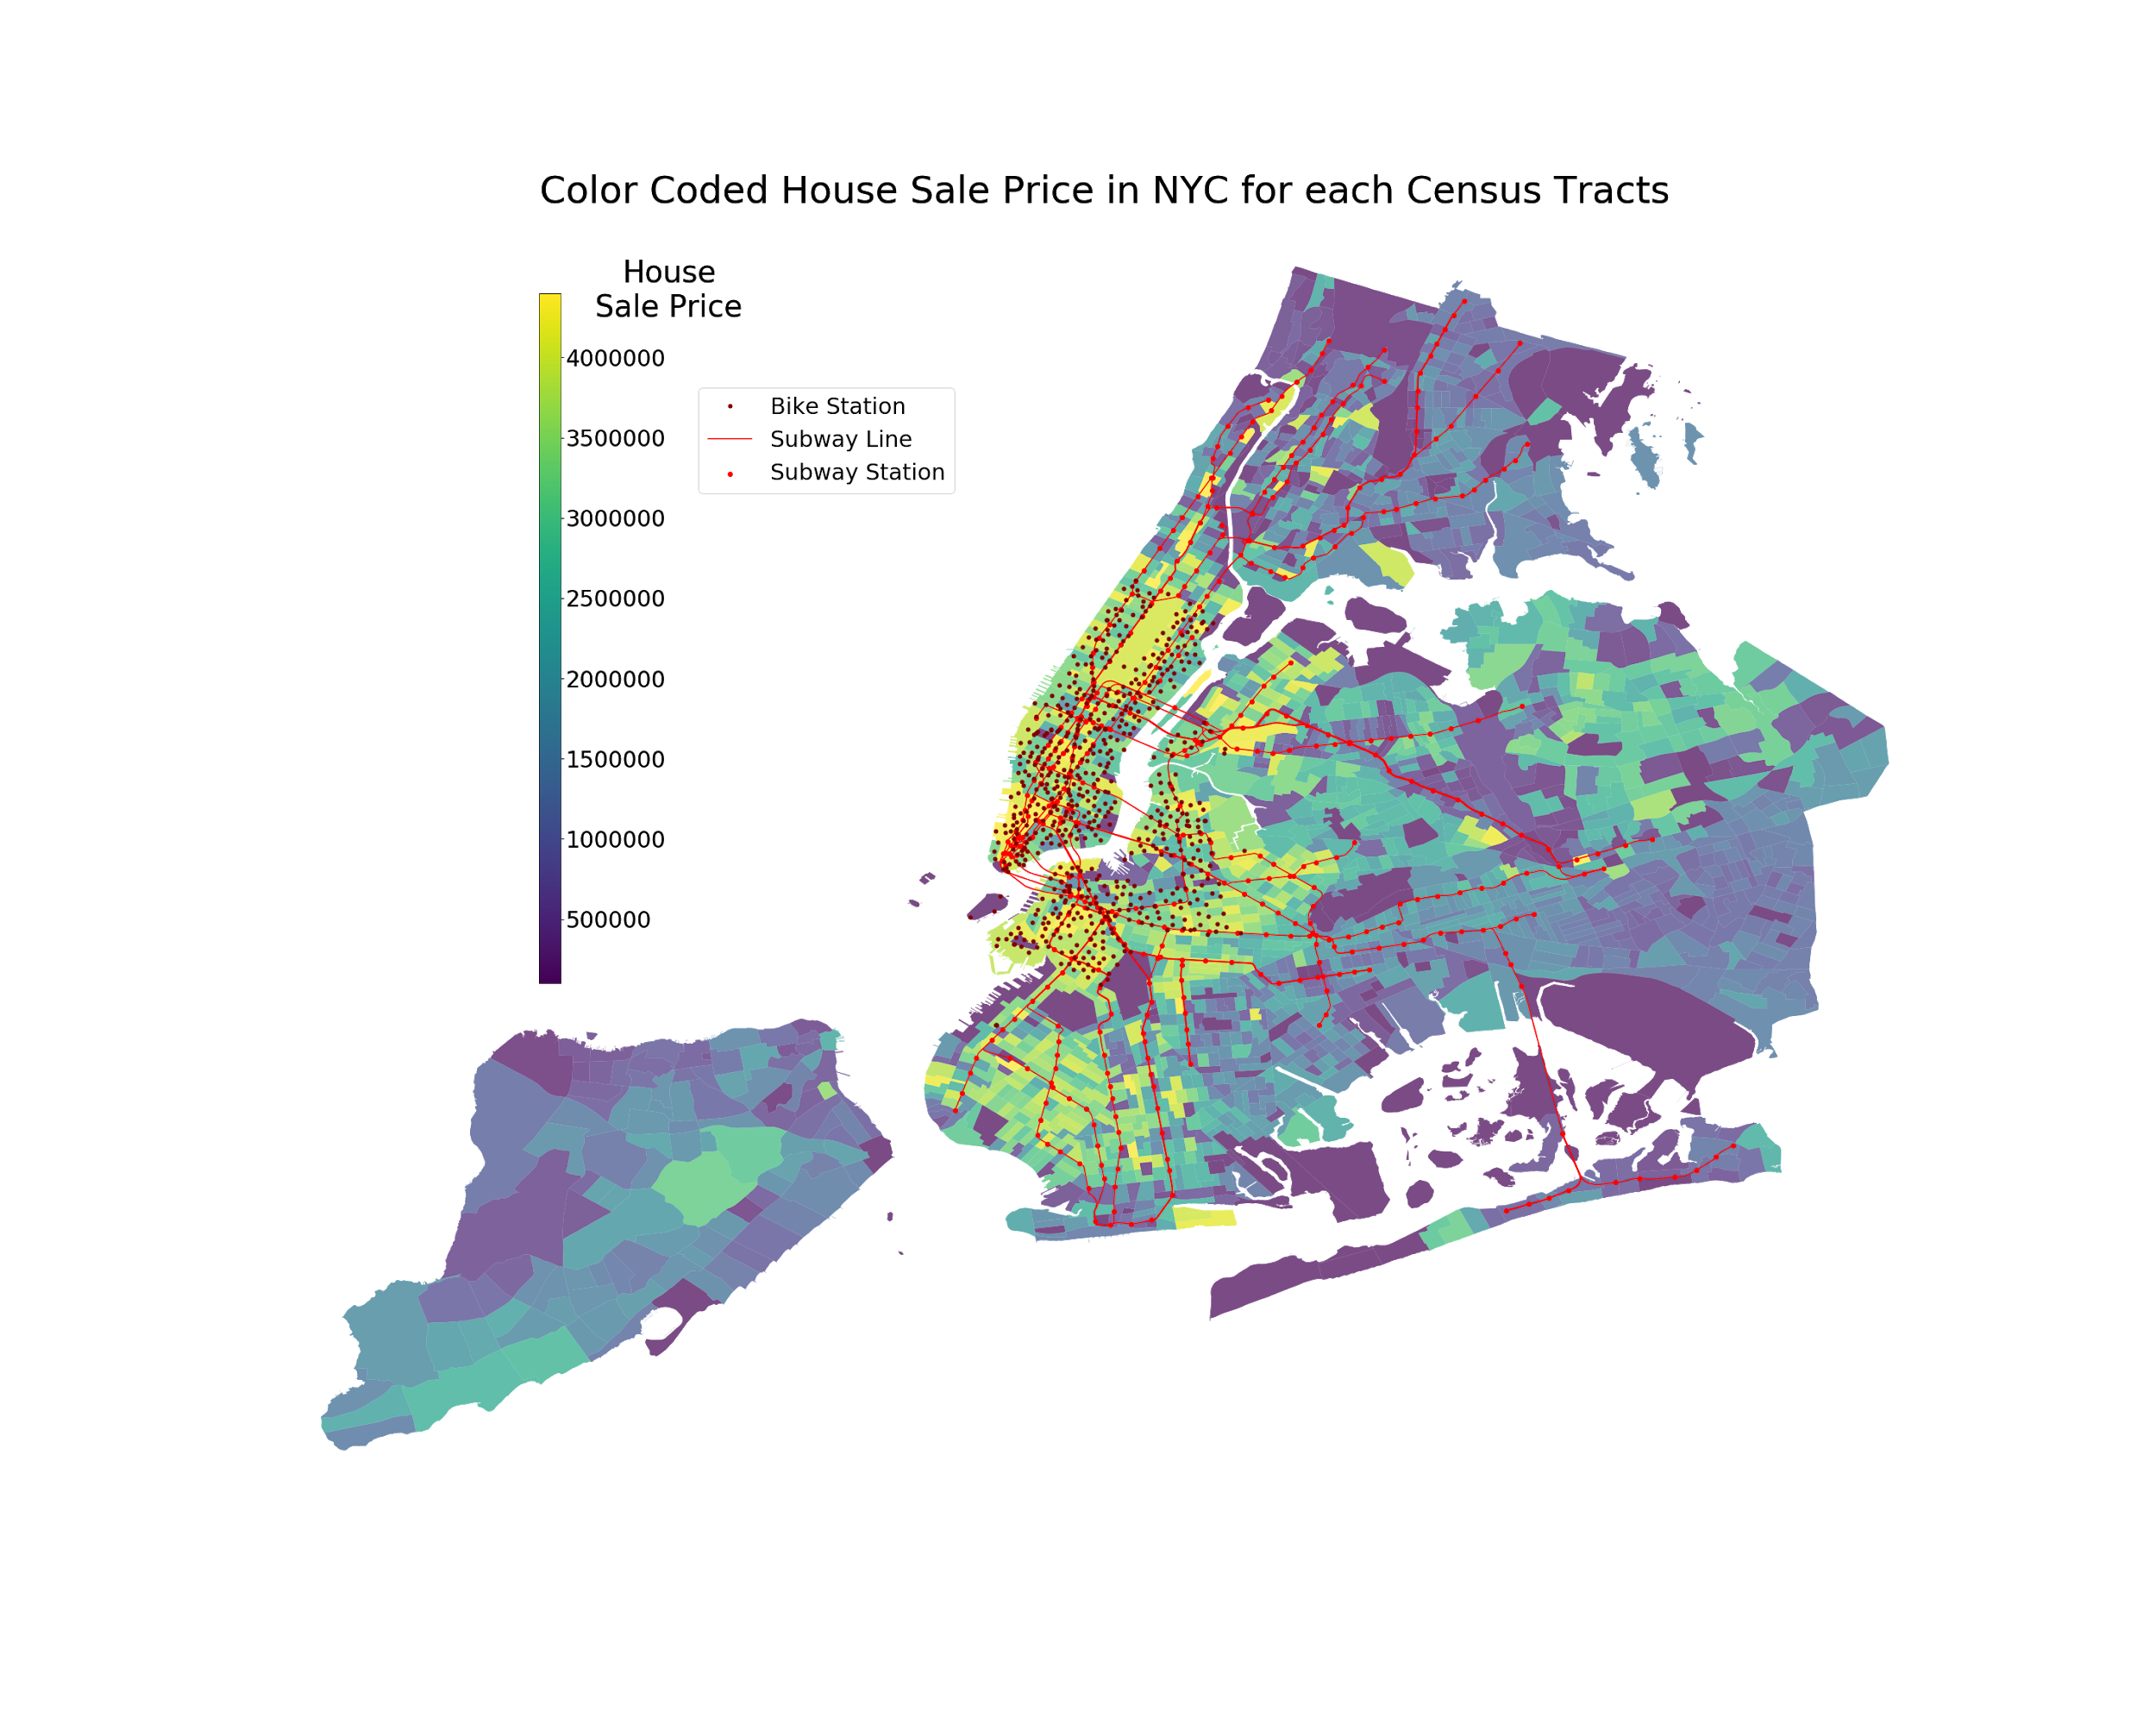 Color Coded House Sale Price in NYC for each Census Tracts
House
Sale Price
4000000
3500000
3000000
2500000
2000000
1500000
1000000
500000
Bike Station
Subway Line
Subway Station